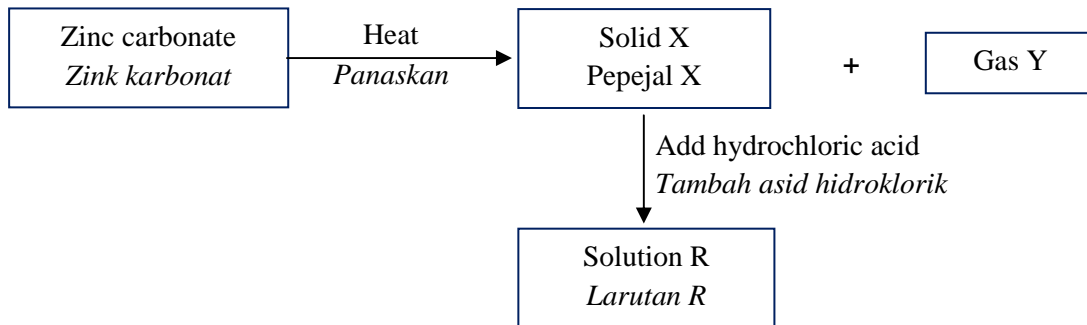 Zinc carbonate
Zink karbonat
Heat
Panaskan
Solid X
Pepejal X
+
Gas Y
Add hydrochloric acid
Tambah asid hidroklorik
Solution R
Larutan R